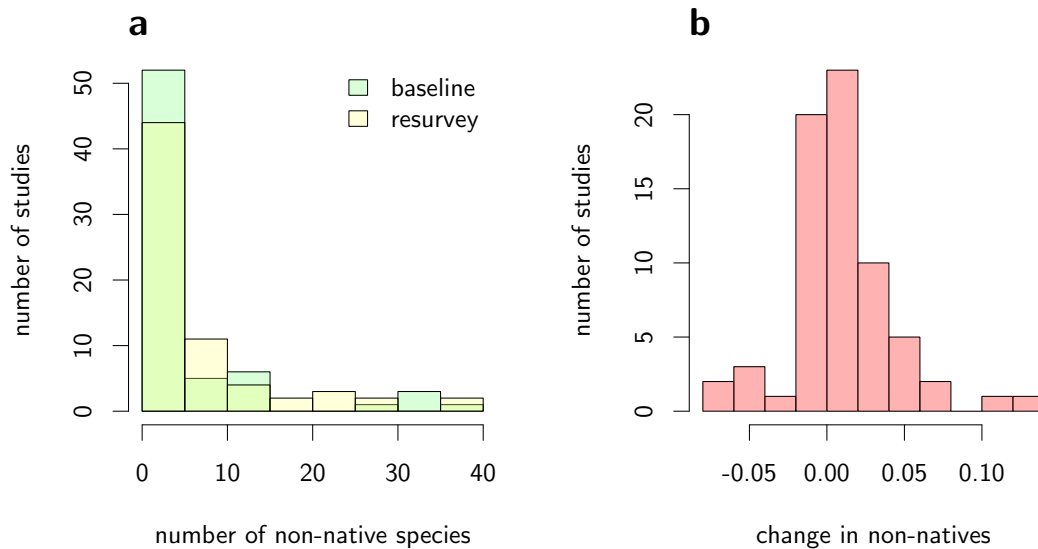 a
50
40
30
20
10
0
number of studies
baseline
resurvey
0 10 20 30 40
number of non-native species
b
20
15
10
5
0
number of studies
-0.05 0.00 0.05 0.10
change in non-natives